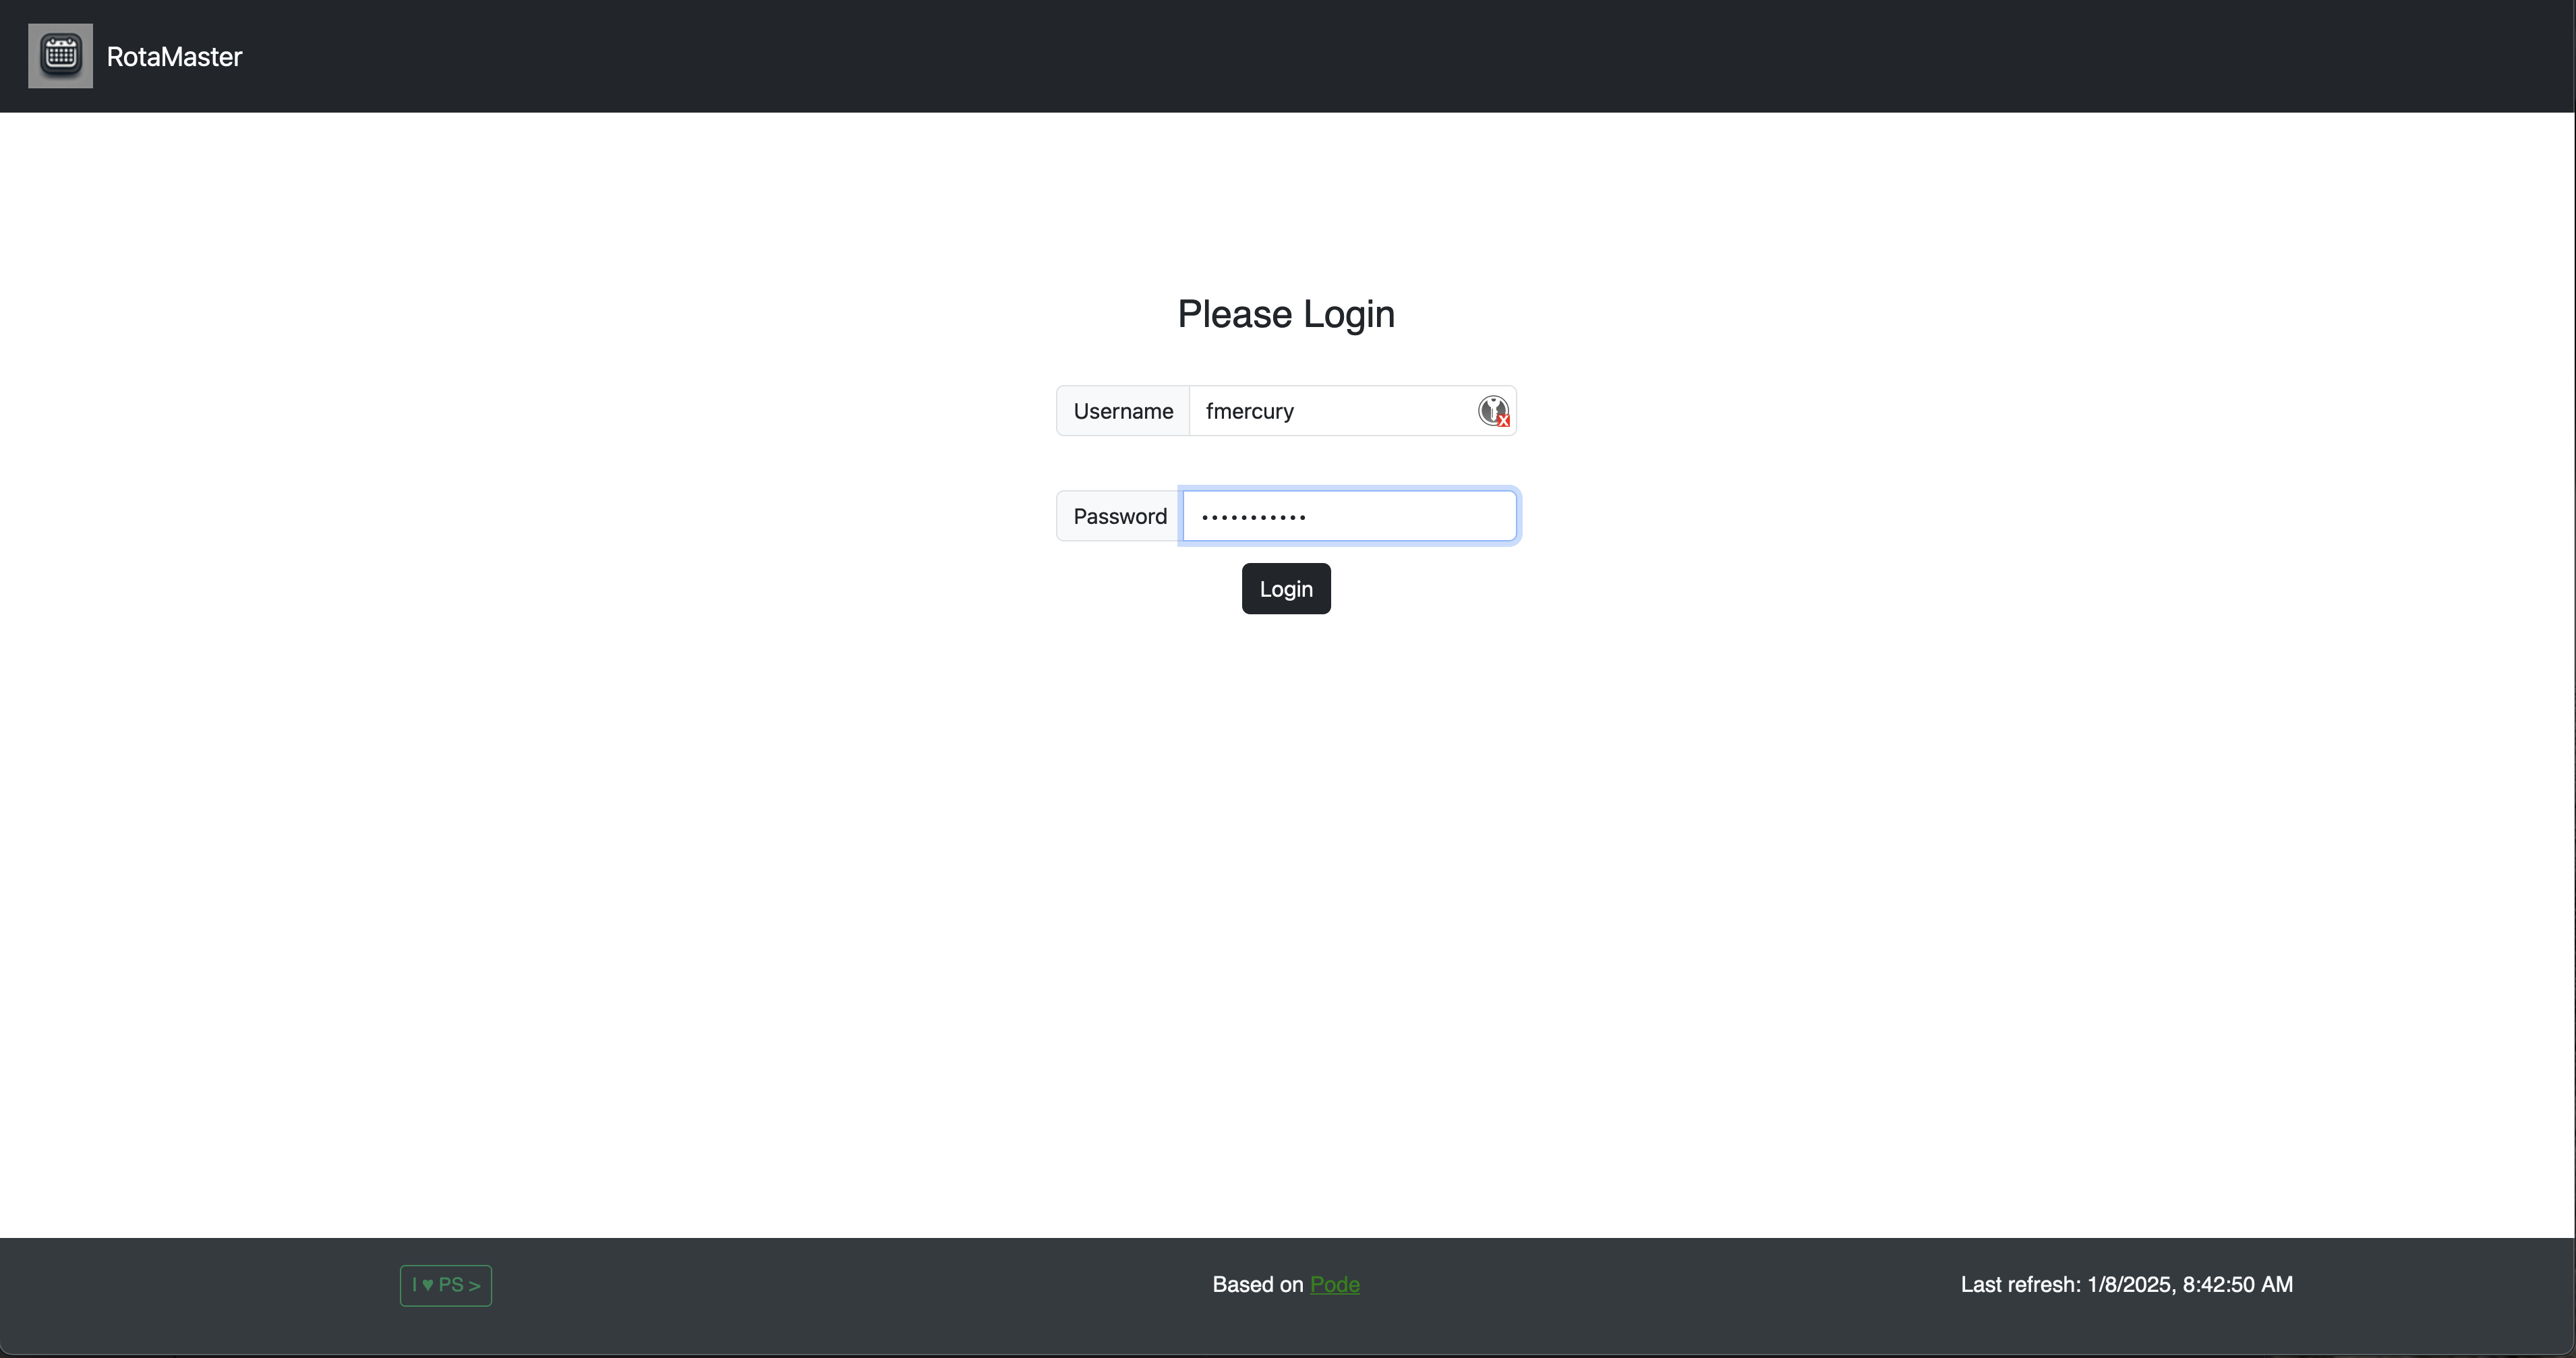 RotaMaster
Please Login
Username fmercury
Password •••••••••••
Login
I ♥ PS >
Based on Pode
Last refresh: 1/8/2025, 8:42:50 AM